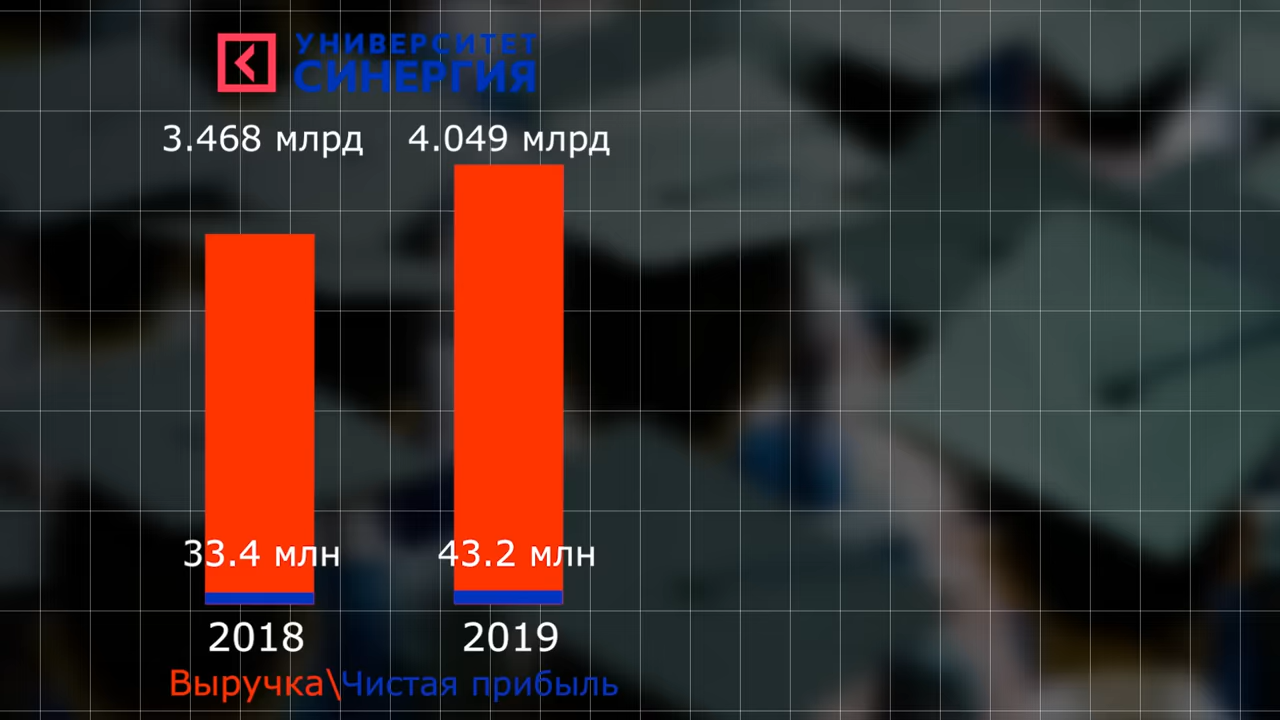 УНИВЕРСИТЕТ
СИНЕРГИЯ
3.468 млрд 4.049 млрд
33.4 млн 43.2 млн
2018 2019
Выручка\Чистая прибыль